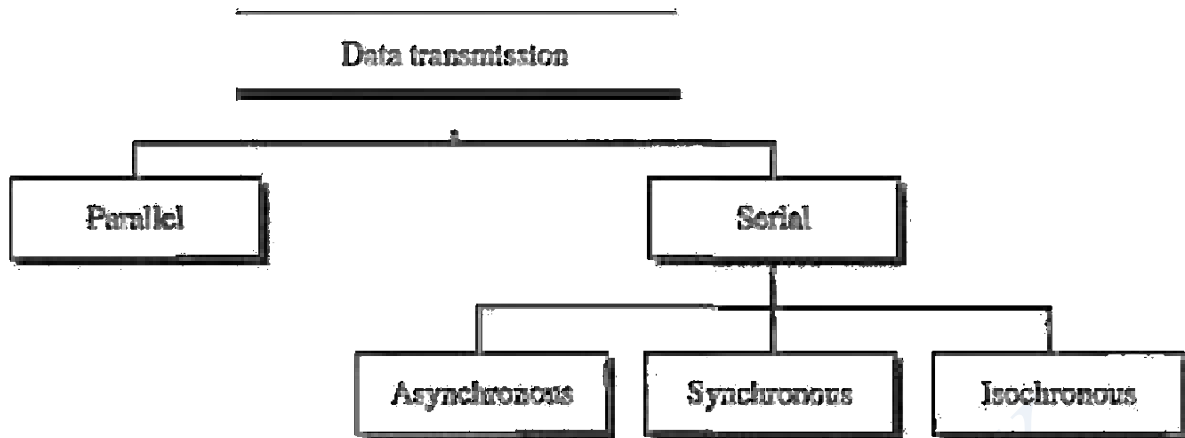 Data transmission
Parallel
Serial
Asynchronous
Synchronous
Isochronous